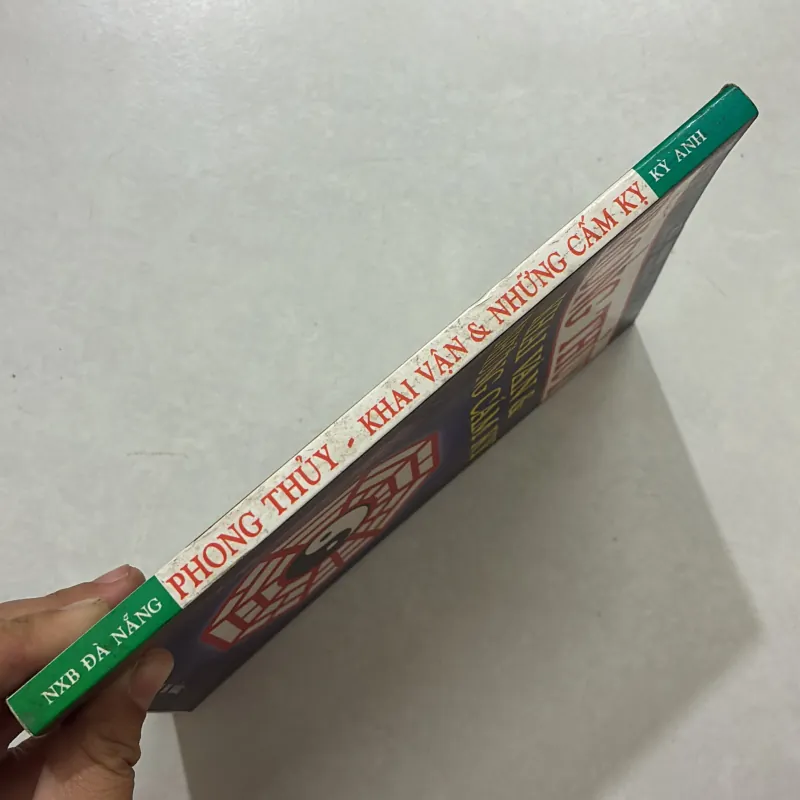 NXB ĐÀ NẴNG
PHONG THỦY - KHAI VẬN & NHỮNG CẤM KỴ
KỲ ANH